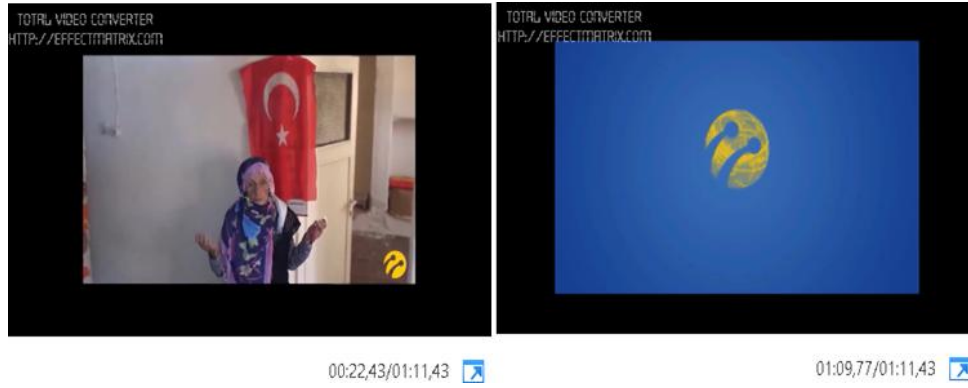 TOTAL VIDEO CONVERTER
HTTP://EFFECTMATRIX.COM
TOTAL VIDEO CONVERTER
HTTP://EFFECTMATRIX.COM
00:22,43/01:11,43
01:09,77/01:11,43